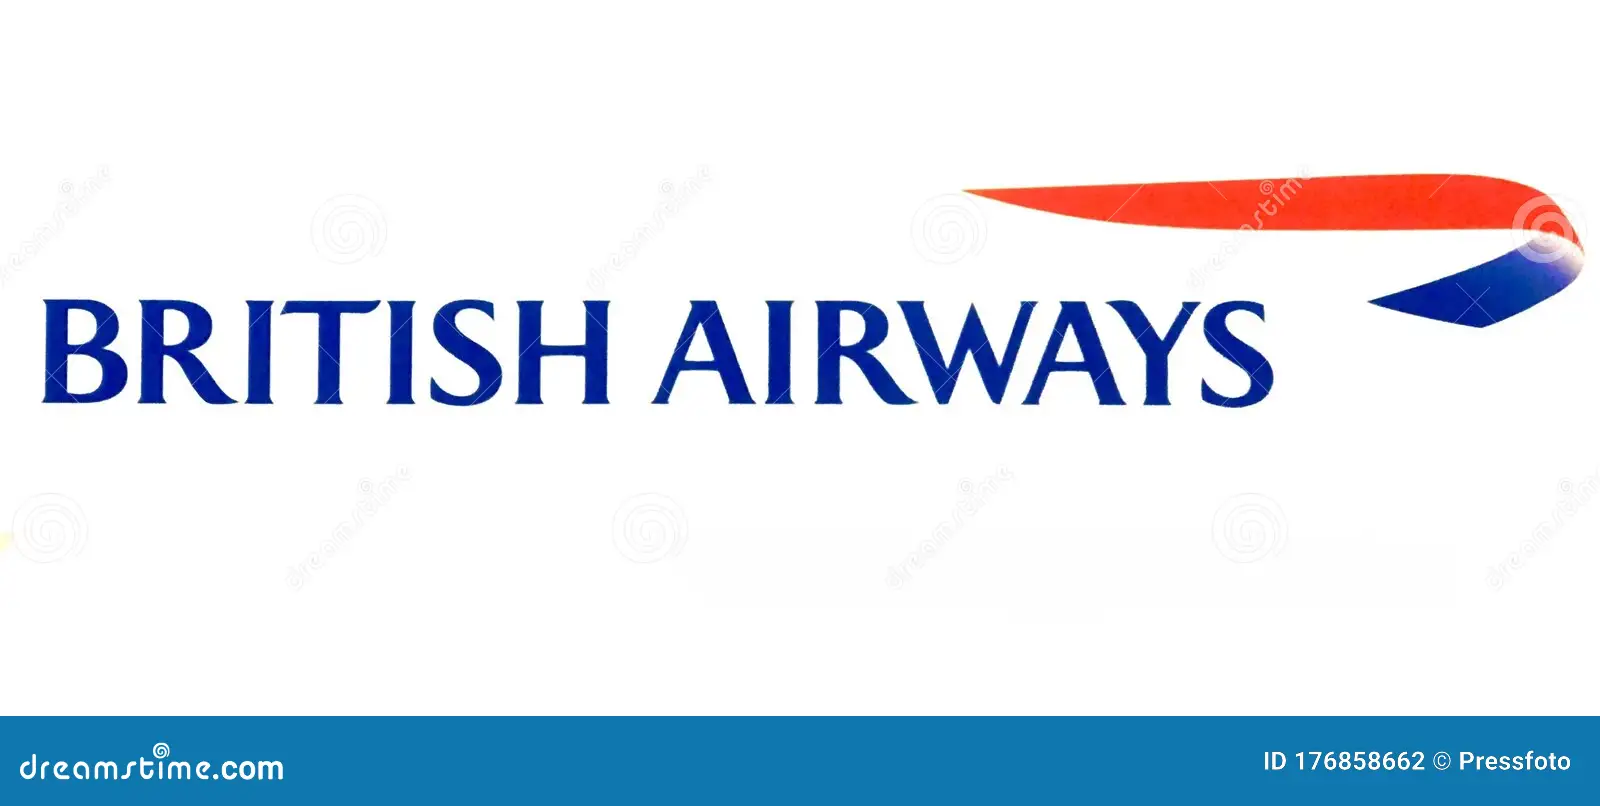 BRITISH AIRWAYS
dreamstime.com
ID 176858662 © Pressfoto